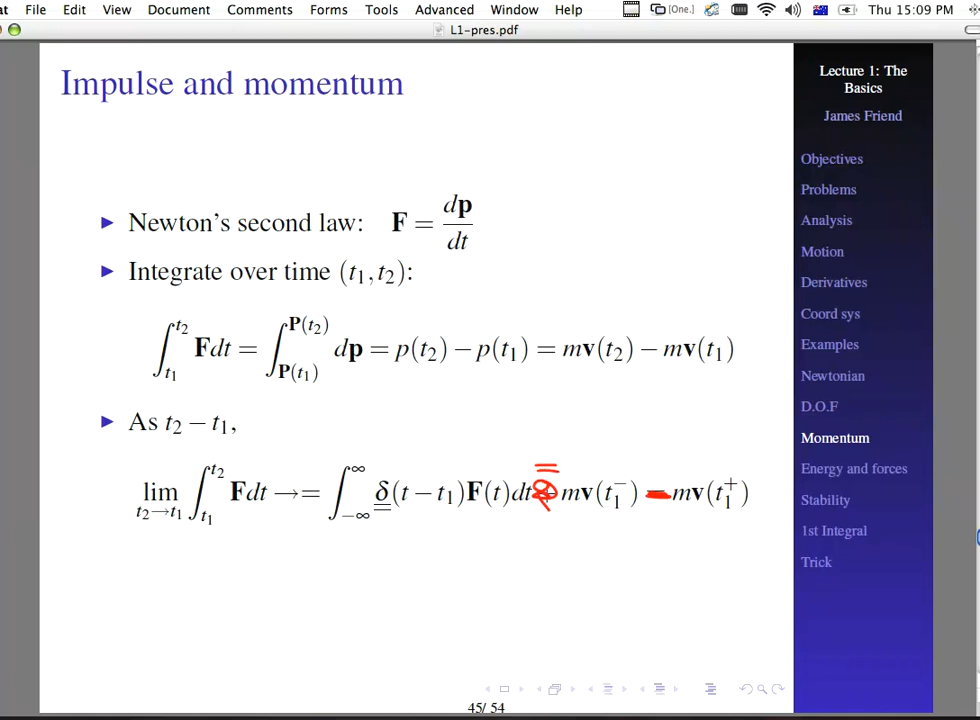 at File Edit View Document Comments Forms Tools Advanced Window Help [One.] Thu 15:09 PM
L1-pres.pdf
Impulse and momentum
Lecture 1: The
Basics
James Friend
Objectives
Problems
Analysis
Motion
Derivatives
Coord sys
Examples
Newtonian
D.O.F
Momentum
Energy and forces
Stability
1st Integral
Trick
▶ Newton's second law: F = dp/dt
▶ Integrate over time (t₁,t₂):
∫_{t₁}^{t₂} Fdt = ∫_{P(t₁)}^{P(t₂)} dp = p(t₂) − p(t₁) = mv(t₂) − mv(t₁)
▶ As t₂ − t₁,
lim_{t₂→t₁} ∫_{t₁}^{t₂} Fdt →= ∫_{−∞}^{∞} δ(t − t₁)F(t)dt = mv(t₁⁻) − mv(t₁⁺)
45/ 54